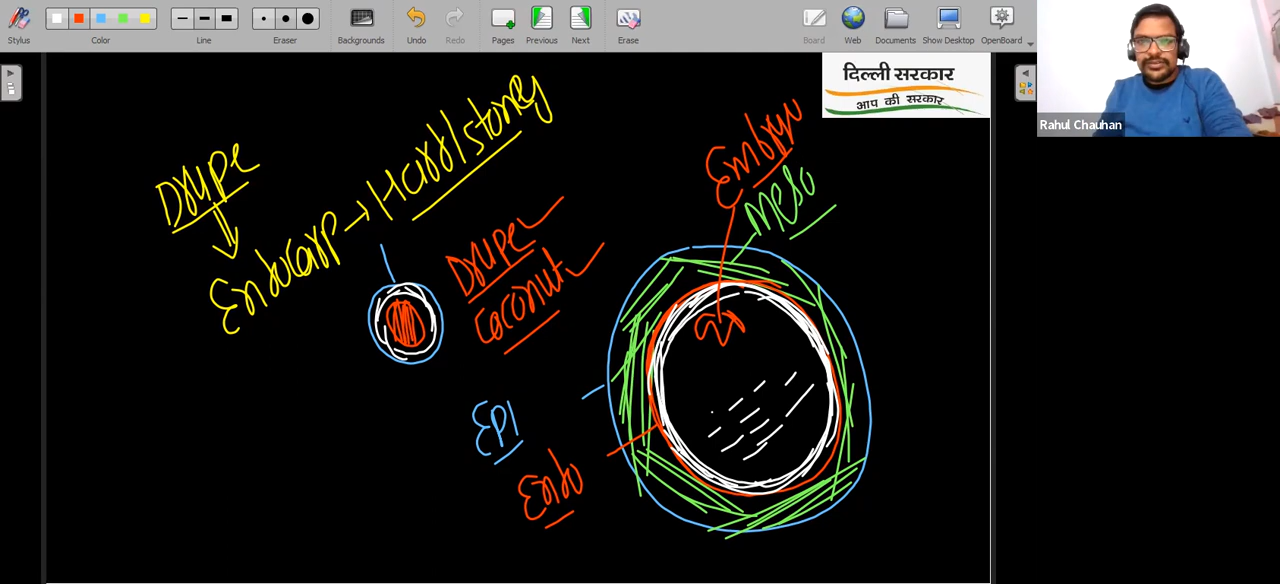 Stylus
Color
Line
Eraser
Backgrounds
Undo
Redo
Pages
Previous
Next
Erase
Board
Web
Documents
Show Desktop
OpenBoard
दिल्ली सरकार
आप की सरकार
Rahul Chauhan
Drupe
Endocarp → Hard/stoney
Drupe
Coconut
Embryo
Meso
EPI
Endo